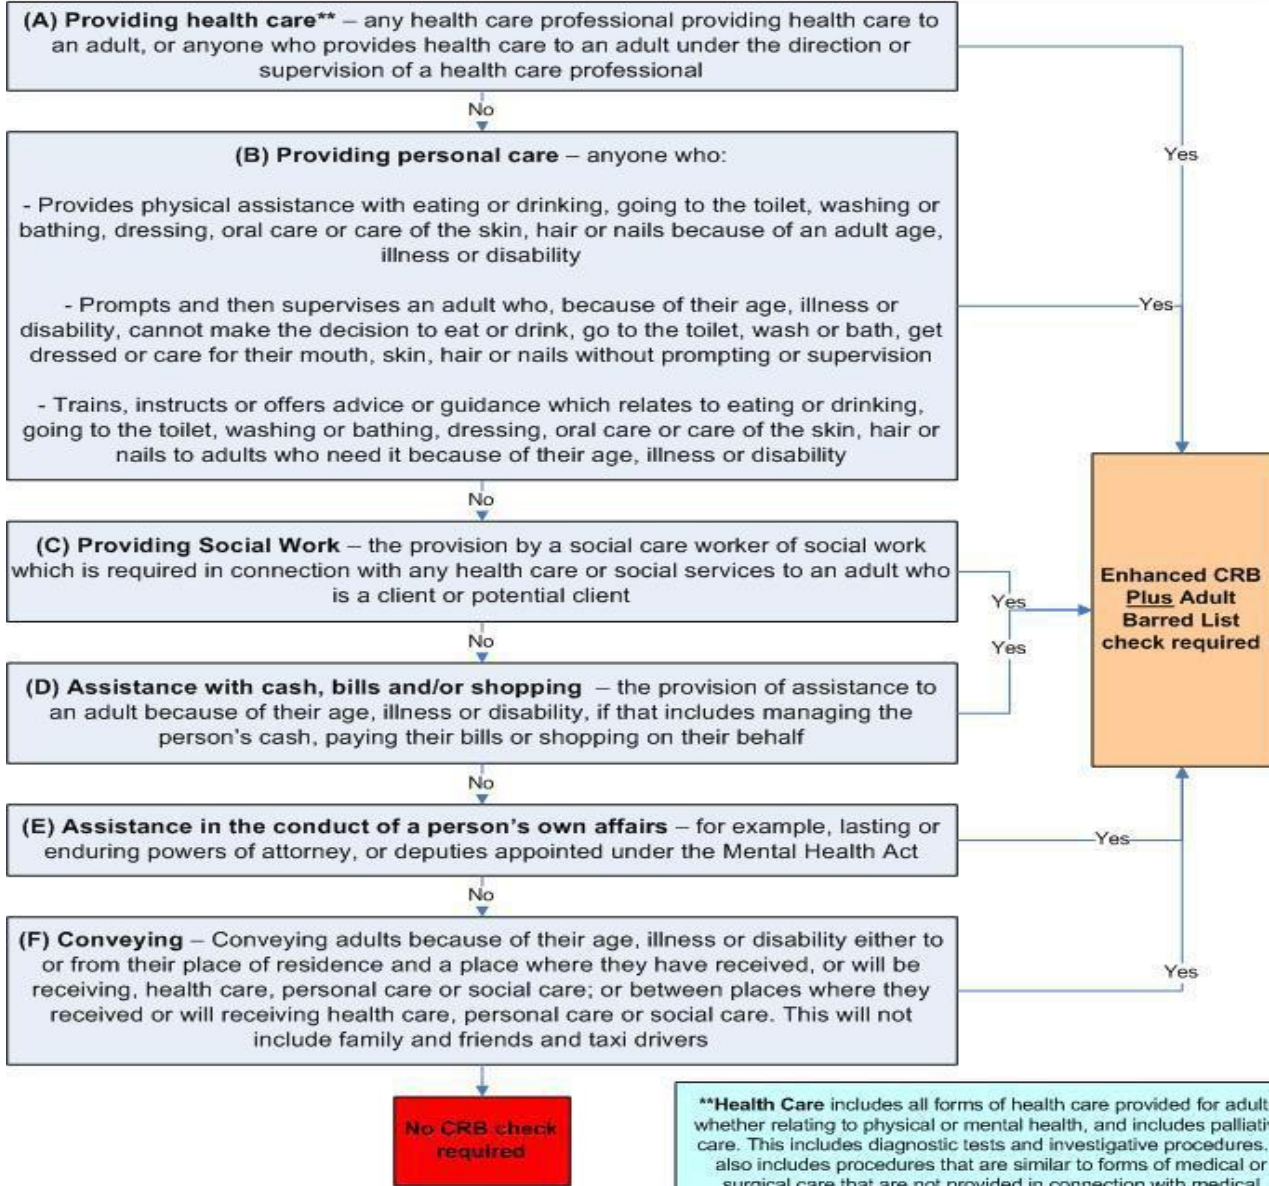 (A) Providing health care** – any health care professional providing health care to
an adult, or anyone who provides health care to an adult under the direction or
supervision of a health care professional
No
Yes
(B) Providing personal care – anyone who:
- Provides physical assistance with eating or drinking, going to the toilet, washing or
bathing, dressing, oral care or care of the skin, hair or nails because of an adult age,
illness or disability
- Prompts and then supervises an adult who, because of their age, illness or
disability, cannot make the decision to eat or drink, go to the toilet, wash or bath, get
dressed or care for their mouth, skin, hair or nails without prompting or supervision
- Trains, instructs or offers advice or guidance which relates to eating or drinking,
going to the toilet, washing or bathing, dressing, oral care or care of the skin, hair or
nails to adults who need it because of their age, illness or disability
Yes
No
(C) Providing Social Work – the provision by a social care worker of social work
which is required in connection with any health care or social services to an adult who
is a client or potential client
Yes
No
Yes
Enhanced CRB
Plus Adult
Barred List
check required
(D) Assistance with cash, bills and/or shopping – the provision of assistance to
an adult because of their age, illness or disability, if that includes managing the
person's cash, paying their bills or shopping on their behalf
No
(E) Assistance in the conduct of a person's own affairs – for example, lasting or
enduring powers of attorney, or deputies appointed under the Mental Health Act
Yes
No
(F) Conveying – Conveying adults because of their age, illness or disability either to
or from their place of residence and a place where they have received, or will be
receiving, health care, personal care or social care; or between places where they
received or will receiving health care, personal care or social care. This will not
include family and friends and taxi drivers
Yes
No CRB check
required
**Health Care includes all forms of health care provided for adult
whether relating to physical or mental health, and includes palliativ
care. This includes diagnostic tests and investigative procedures.
also includes procedures that are similar to forms of medical or
surgical care that are not provided in connection with medical